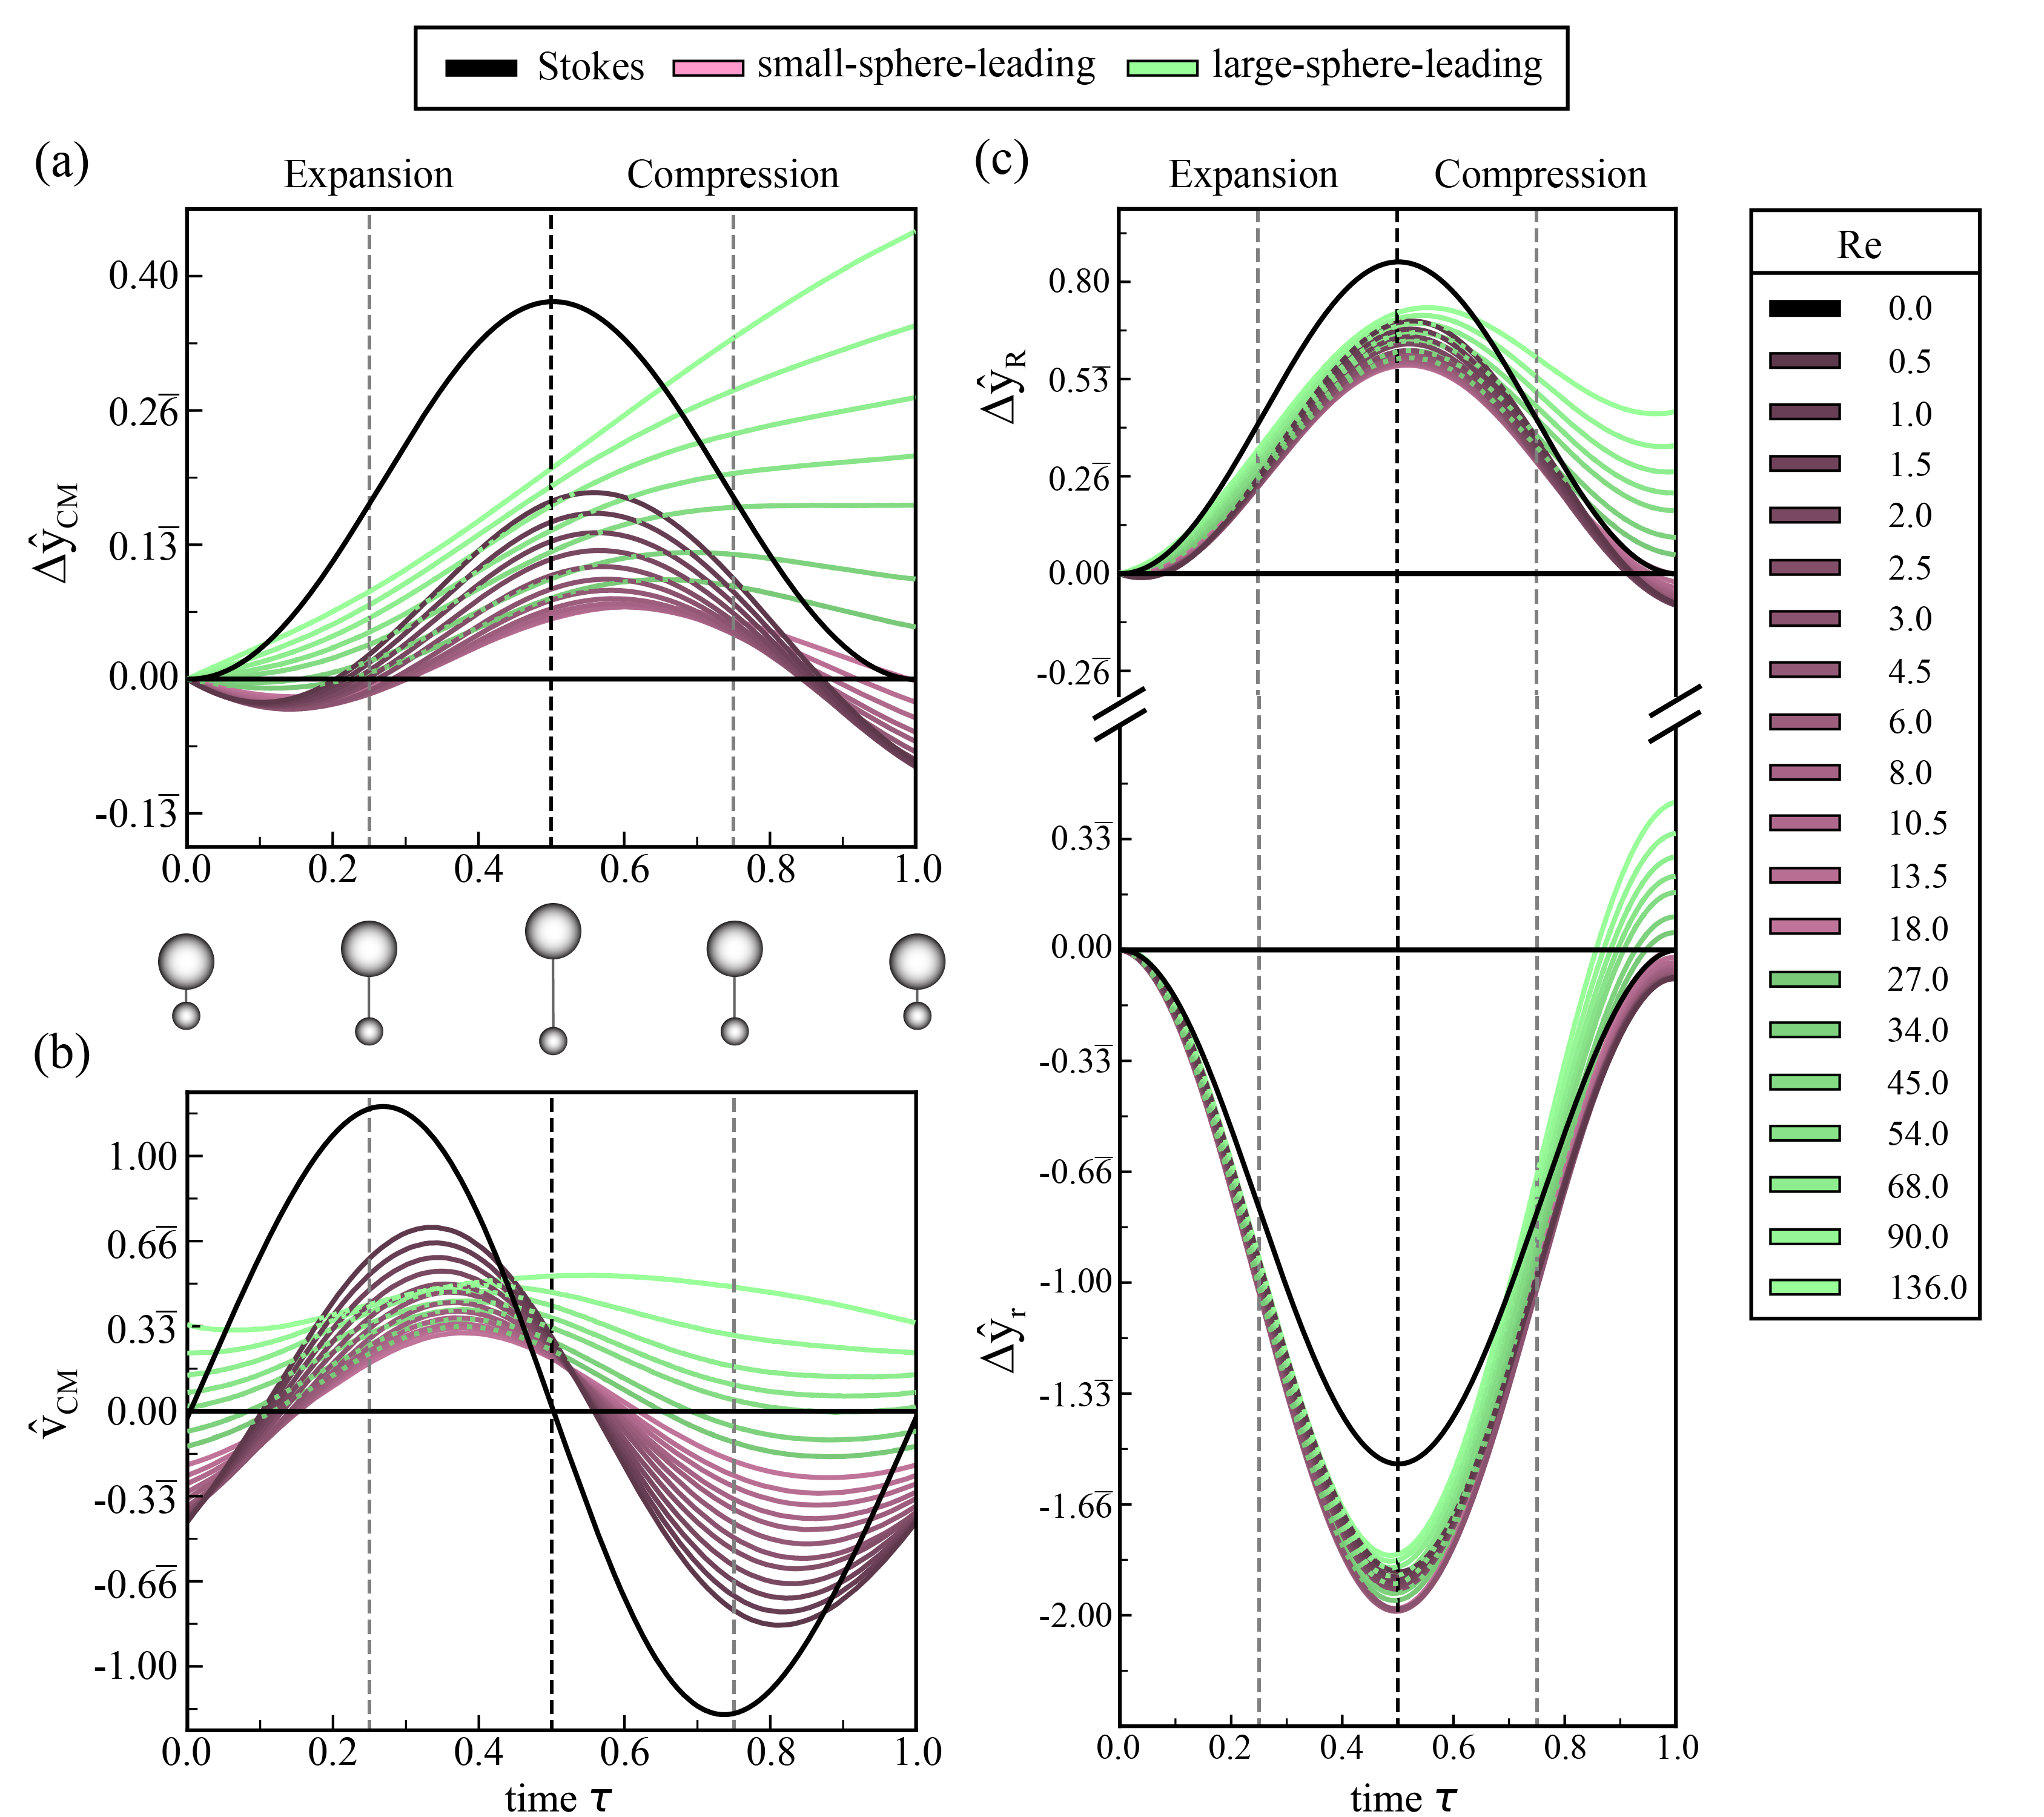 Stokes small-sphere-leading large-sphere-leading
(a)
Expansion Compression
0.40
0.26̅
0.13̅
0.00
-0.13̅
Δŷ_CM
0.0 0.2 0.4 0.6 0.8 1.0
(b)
1.00
0.66̅
0.33̅
0.00
-0.33̅
-0.66̅
-1.00
v̂_CM
0.0 0.2 0.4 0.6 0.8 1.0
time τ
(c)
Expansion Compression
0.80
0.53̅
0.26̅
0.00
-0.26̅
Δŷ_R
0.33̅
0.00
-0.33̅
-0.66̅
-1.00
-1.33̅
-1.66̅
-2.00
Δŷ_r
0.0 0.2 0.4 0.6 0.8 1.0
time τ
Re
0.0
0.5
1.0
1.5
2.0
2.5
3.0
4.5
6.0
8.0
10.5
13.5
18.0
27.0
34.0
45.0
54.0
68.0
90.0
136.0